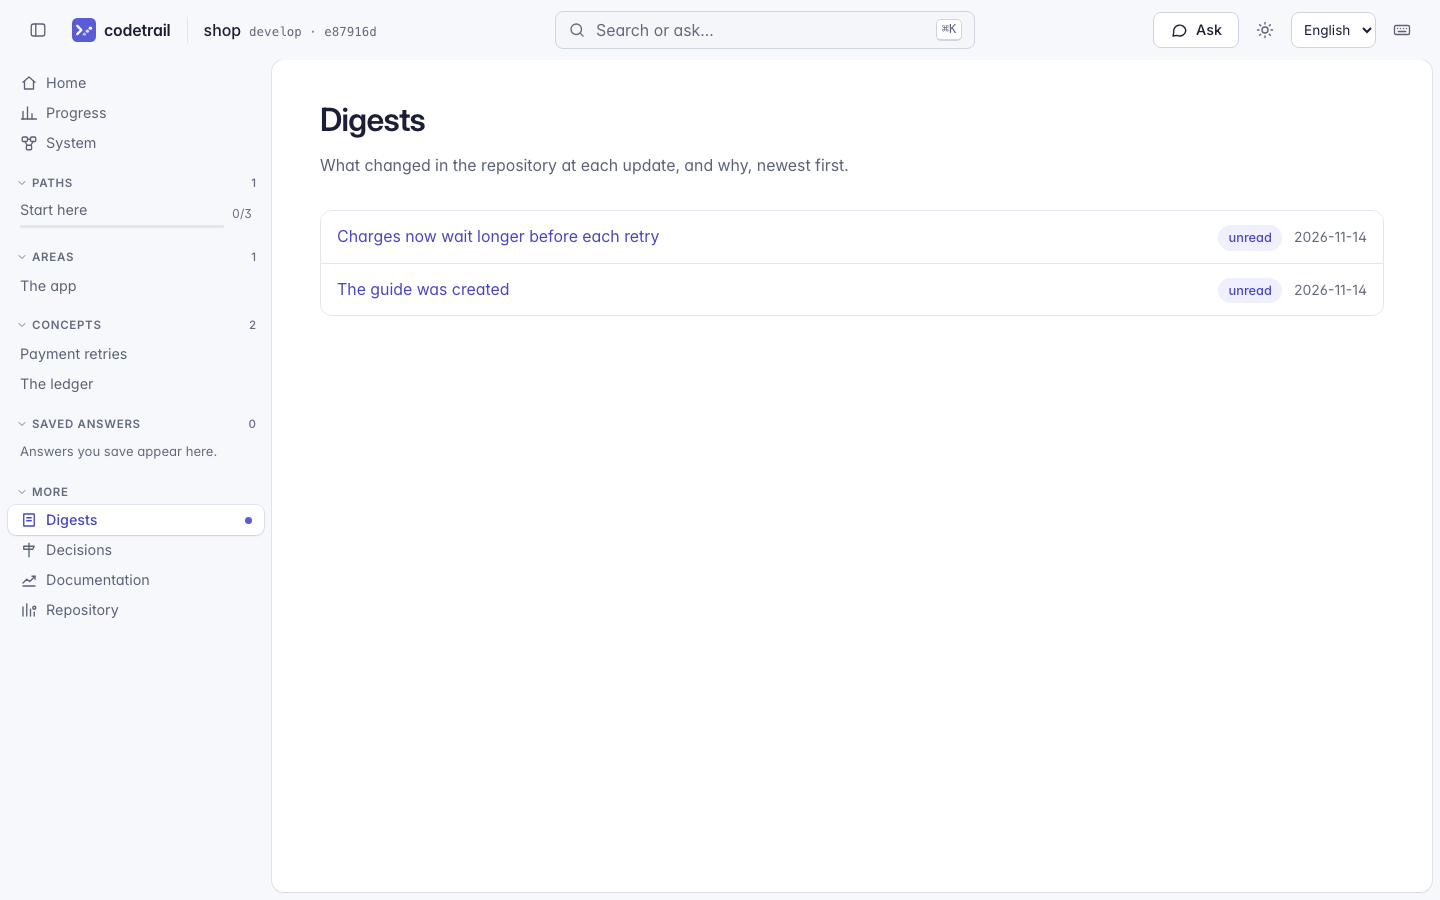 codetrail
shop develop · e87916d
Search or ask...
⌘K
Ask
English
Home
Progress
System
PATHS 1
Start here 0/3
AREAS 1
The app
CONCEPTS 2
Payment retries
The ledger
SAVED ANSWERS 0
Answers you save appear here.
MORE
Digests
Decisions
Documentation
Repository
Digests
What changed in the repository at each update, and why, newest first.
Charges now wait longer before each retry unread 2026-11-14
The guide was created unread 2026-11-14